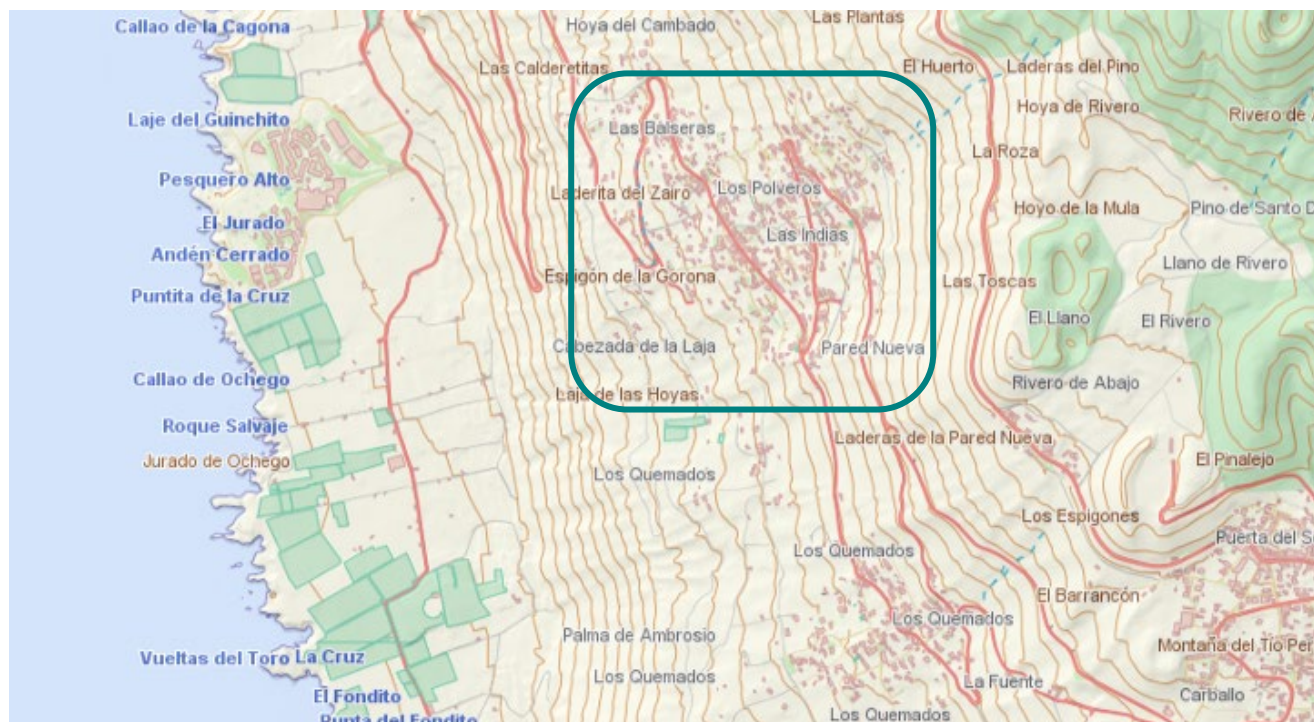 Las Plantas
Callao de la Cagona
Hoya del Cambado
Las Calderetitas
El Huerto
Laderas del Pino
Hoya de Rivero
Rivero de
Laje del Guinchito
Las Balseras
La Roza
Pesquero Alto
Laderita del Zairo
Los Polveros
Hoyo de la Mula
Pino de Santo D
El Jurado
Las Indias
Andén Cerrado
Llano de Rivero
Espigón de la Gorona
Las Toscas
Puntita de la Cruz
El Llano
El Rivero
Cabezada de la Laja
Pared Nueva
Callao de Ochego
Rivero de Abajo
Laja de las Hoyas
Roque Salvaje
Laderas de la Pared Nueva
Jurado de Ochego
El Pinalejo
Los Quemados
Los Espigones
Puerta del S
Los Quemados
El Barrancón
Los Quemados
Palma de Ambrosio
Montaña del Tío Per
Vueltas del Toro
La Cruz
Los Quemados
La Fuente
El Fondito
Carballo
Punta del Fondito
Los Quemados